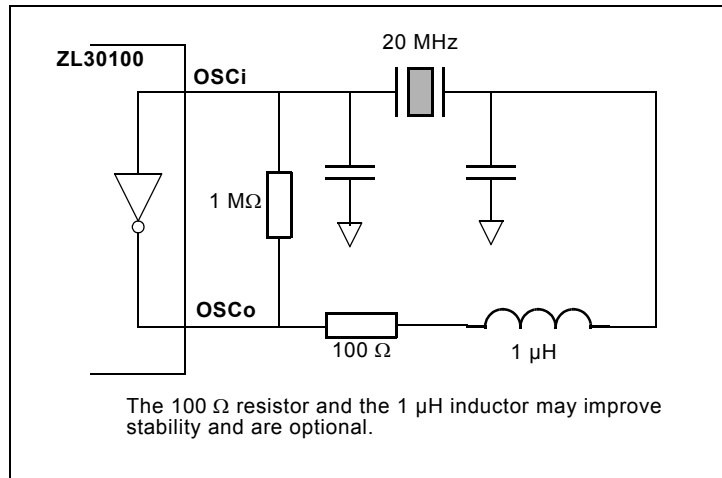 20 MHz
ZL30100
OSCi
1 MΩ
OSCo
100 Ω
1 µH
The 100 Ω resistor and the 1 µH inductor may improve
stability and are optional.